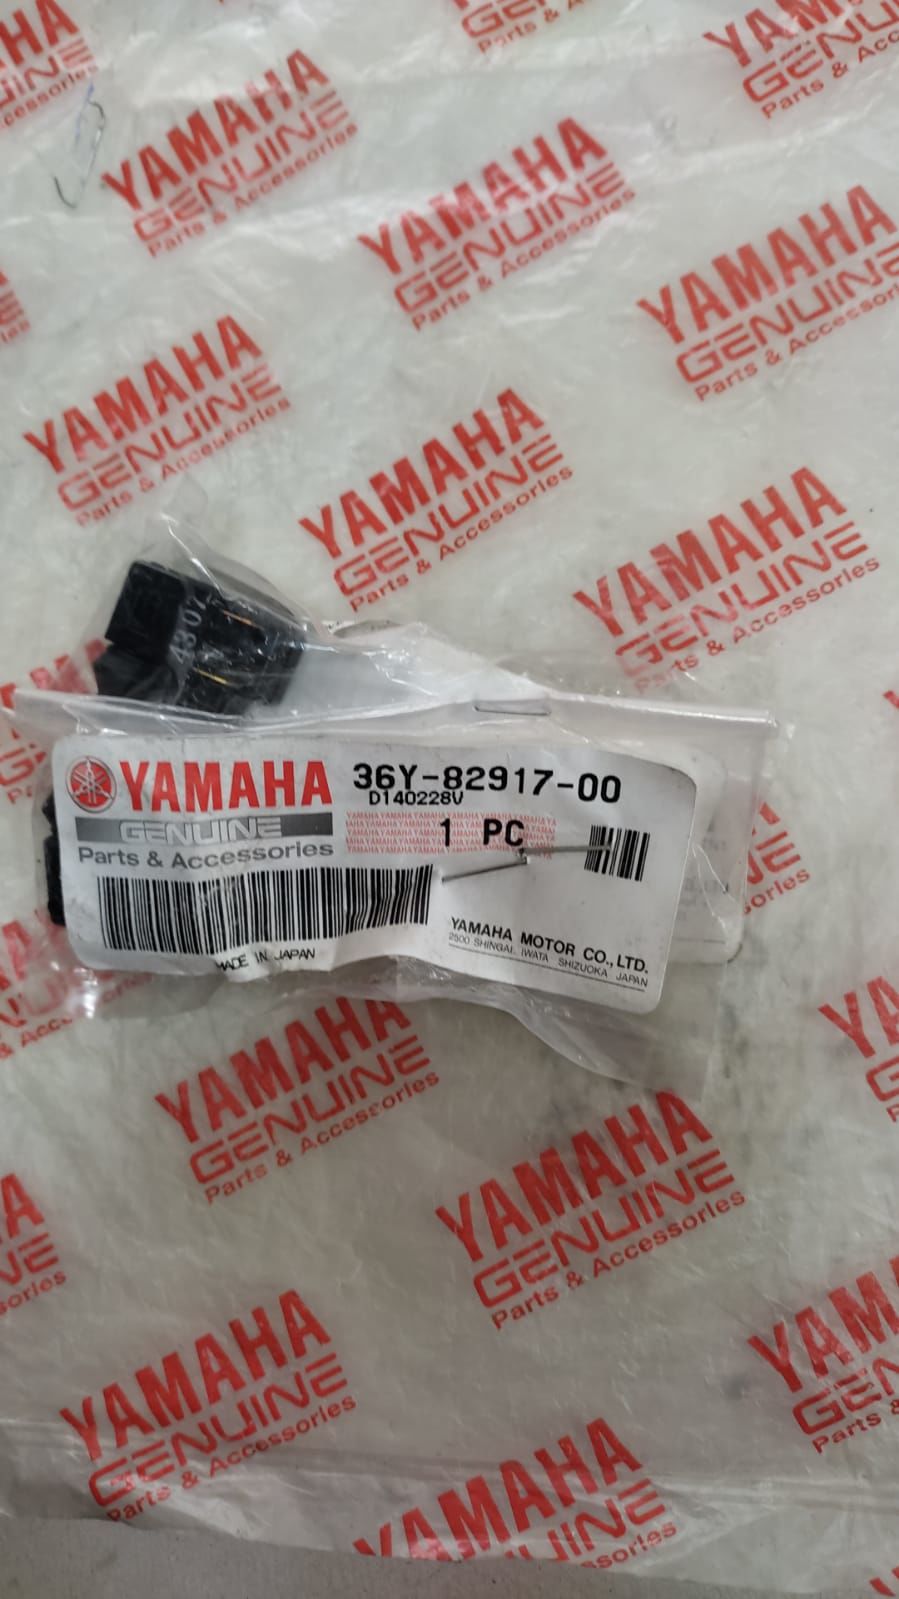 YAMAHA
GENUINE
Parts & Accessories
YAMAHA
GENUINE
Parts & Accessories
YAMAHA
GENUINE
Parts & Accessories
YAMAHA
GENUINE
Parts & Accessories
YAMAHA
GENUINE
Parts & Accessories
YAMAHA
GENUINE
Parts & Accessories
4307
YAMAHA
GENUINE
Parts & Accessories
36Y-82917-00
D140228V
1 PC
MADE IN JAPAN
YAMAHA MOTOR CO., LTD.
2500 SHINGAI, IWATA SHIZUOKA JAPAN
YAMAHA
GENUINE
Parts & Accessories
YAMAHA
GENUINE
Parts & Accessories
YAMAHA
GENUINE
Parts & Accessories
YAMAHA